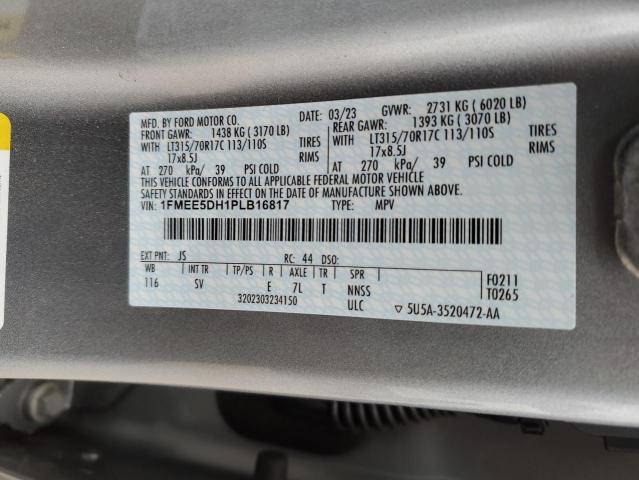 MFD. BY FORD MOTOR CO. DATE: 03/23 GVWR: 2731 KG ( 6020 LB)
FRONT GAWR: 1438 KG ( 3170 LB) REAR GAWR: 1393 KG ( 3070 LB)
WITH LT315/70R17C 113/110S TIRES WITH LT315/70R17C 113/110S TIRES
17x8.5J RIMS 17x8.5J RIMS
AT 270 kPa/ 39 PSI COLD AT 270 kPa/ 39 PSI COLD
THIS VEHICLE CONFORMS TO ALL APPLICABLE FEDERAL MOTOR VEHICLE
SAFETY STANDARDS IN EFFECT ON THE DATE OF MANUFACTURE SHOWN ABOVE.
VIN: 1FMEE5DH1PLB16817 TYPE: MPV
EXT PNT: JS RC: 44 DSO:
WB INT TR TP/PS R AXLE TR SPR F0211
116 SV E 7L T NNSS T0265
3202303234150 ULC ▽ 5U5A-3520472-AA